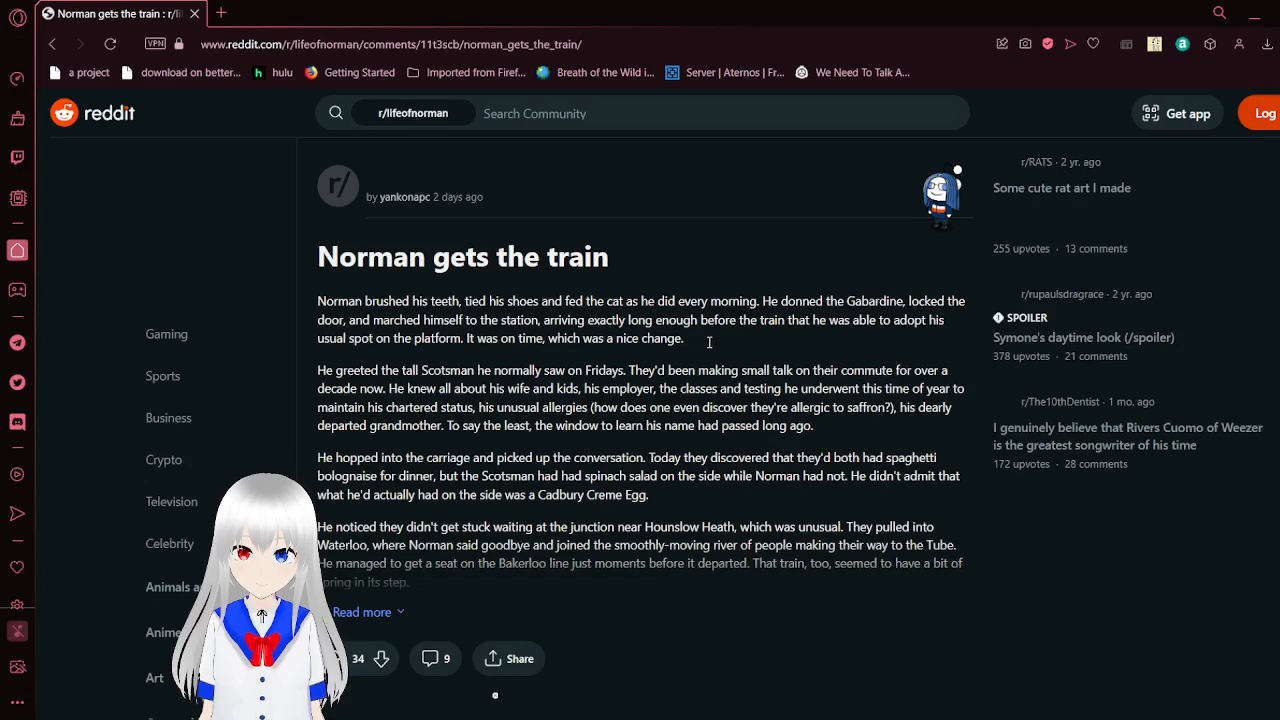 Norman gets the train : r/li
www.reddit.com/r/lifeofnorman/comments/11t3scb/norman_gets_the_train/
VPN
a project
download on better...
hulu
Getting Started
Imported from Firef...
Breath of the Wild i...
Server | Aternos | Fr...
We Need To Talk A...
reddit
r/lifeofnorman
Search Community
Get app
Log
r/
by yankonapc 2 days ago
Norman gets the train
Norman brushed his teeth, tied his shoes and fed the cat as he did every morning. He donned the Gabardine, locked the
door, and marched himself to the station, arriving exactly long enough before the train that he was able to adopt his
usual spot on the platform. It was on time, which was a nice change.
He greeted the tall Scotsman he normally saw on Fridays. They'd been making small talk on their commute for over a
decade now. He knew all about his wife and kids, his employer, the classes and testing he underwent this time of year to
maintain his chartered status, his unusual allergies (how does one even discover they're allergic to saffron?), his dearly
departed grandmother. To say the least, the window to learn his name had passed long ago.
He hopped into the carriage and picked up the conversation. Today they discovered that they'd both had spaghetti
bolognaise for dinner, but the Scotsman had had spinach salad on the side while Norman had not. He didn't admit that
what he'd actually had on the side was a Cadbury Creme Egg.
He noticed they didn't get stuck waiting at the junction near Hounslow Heath, which was unusual. They pulled into
Waterloo, where Norman said goodbye and joined the smoothly-moving river of people making their way to the Tube.
He managed to get a seat on the Bakerloo line just moments before it departed. That train, too, seemed to have a bit of
pring in its step.
Read more
34
9
Share
Gaming
Sports
Business
Crypto
Television
Celebrity
Animals a
Anime
Art
r/RATS · 2 yr. ago
Some cute rat art I made
255 upvotes · 13 comments
r/rupaulsdragrace · 2 yr. ago
SPOILER
Symone's daytime look (/spoiler)
378 upvotes · 21 comments
r/The10thDentist · 1 mo. ago
I genuinely believe that Rivers Cuomo of Weezer
is the greatest songwriter of his time
172 upvotes · 28 comments